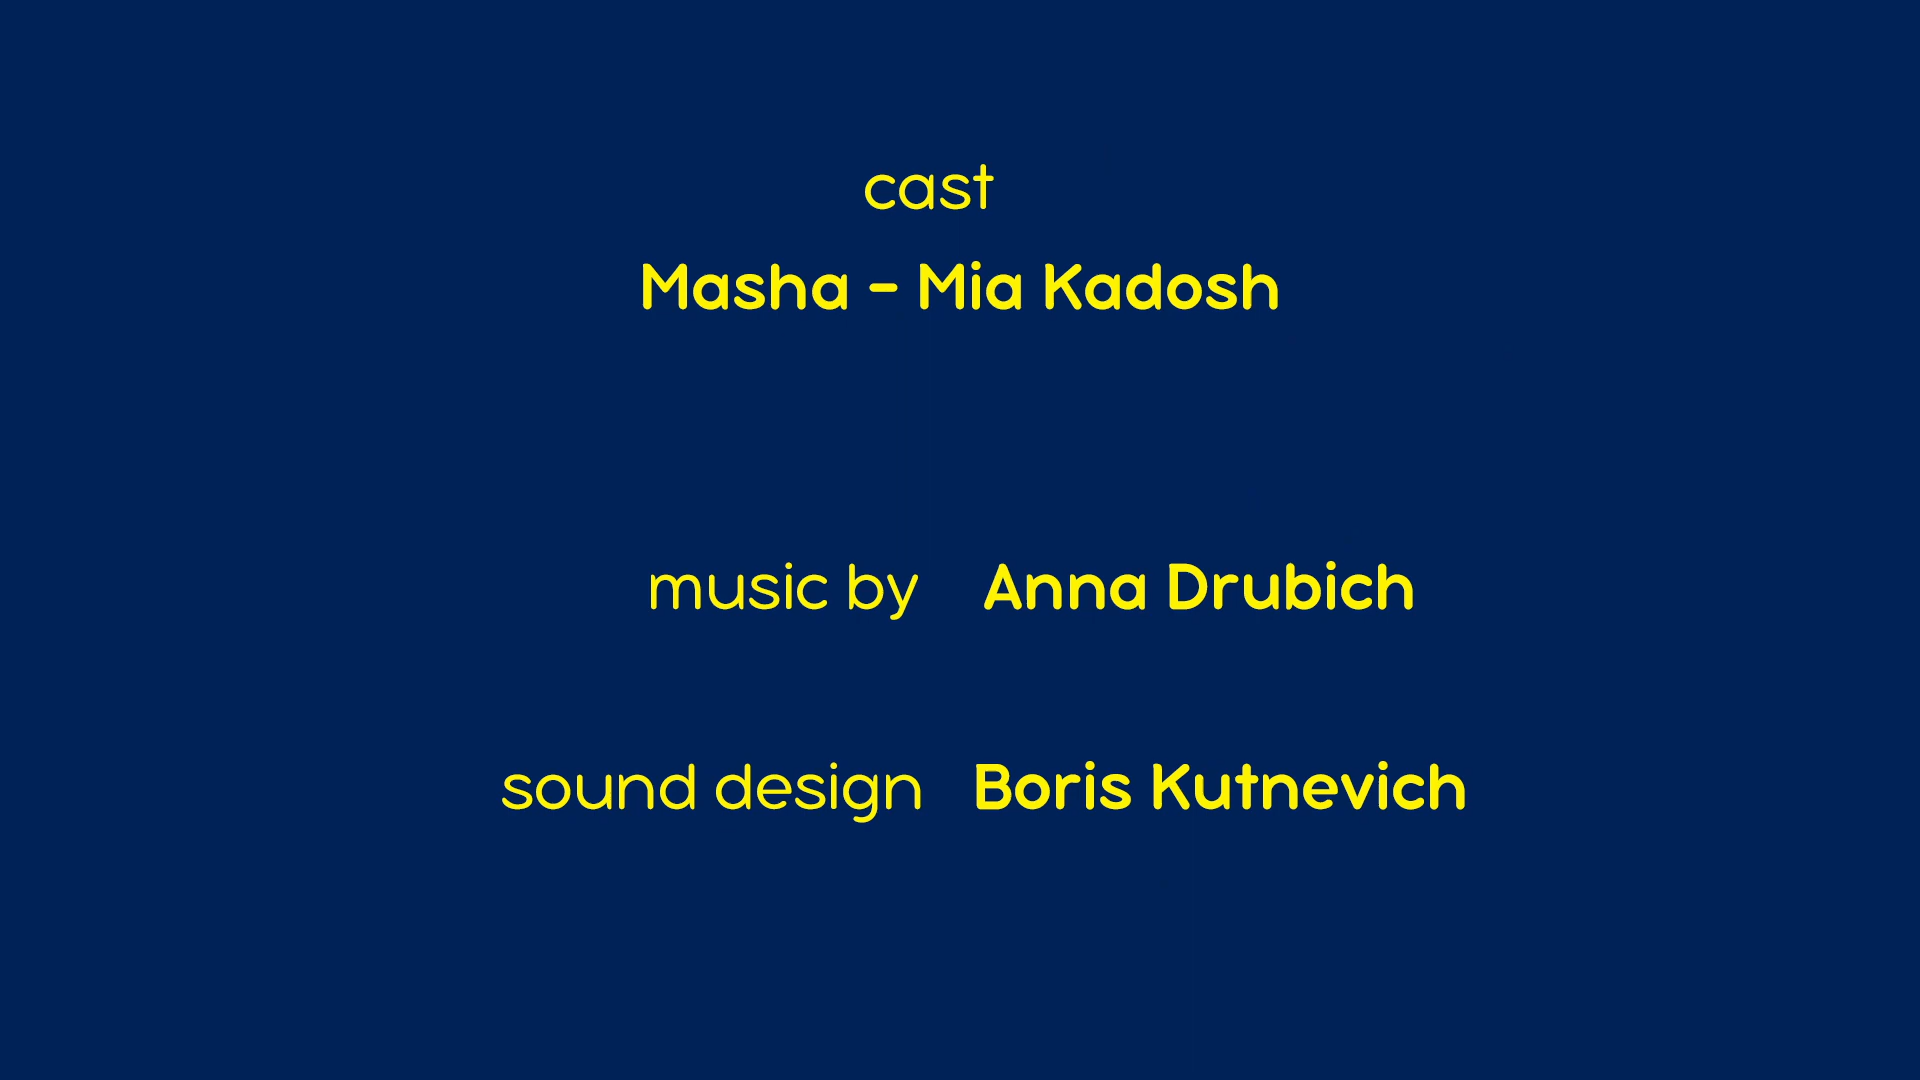 cast
Masha - Mia Kadosh
music by Anna Drubich
sound design Boris Kutnevich